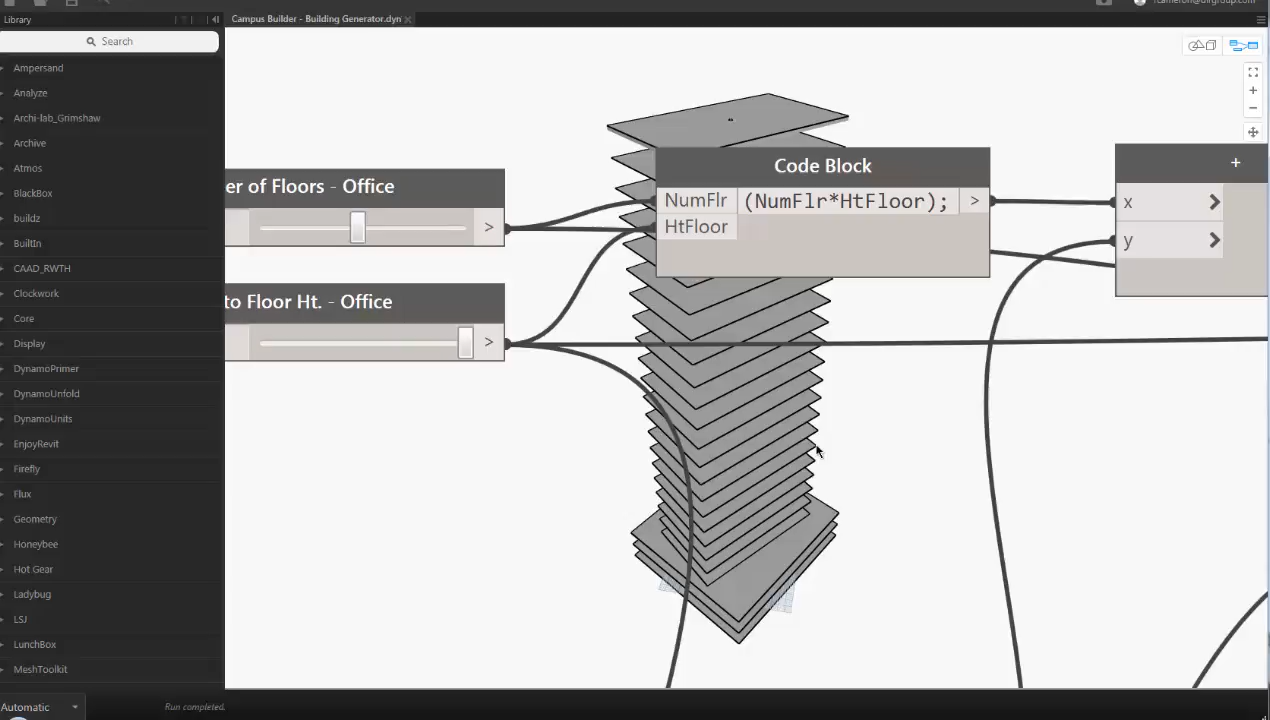 Library
Campus Builder - Building Generator.dyn
Search
Ampersand
Analyze
Archi-lab_Grimshaw
Archive
Atmos
BlackBox
buildz
BuiltIn
CAAD_RWTH
Clockwork
Core
Display
DynamoPrimer
DynamoUnfold
DynamoUnits
EnjoyRevit
Firefly
Flux
Geometry
Honeybee
Hot Gear
Ladybug
LSJ
LunchBox
MeshToolkit
er of Floors - Office
>
to Floor Ht. - Office
>
Code Block
NumFlr (NumFlr*HtFloor); >
HtFloor
+
x
y
Automatic
Run completed.